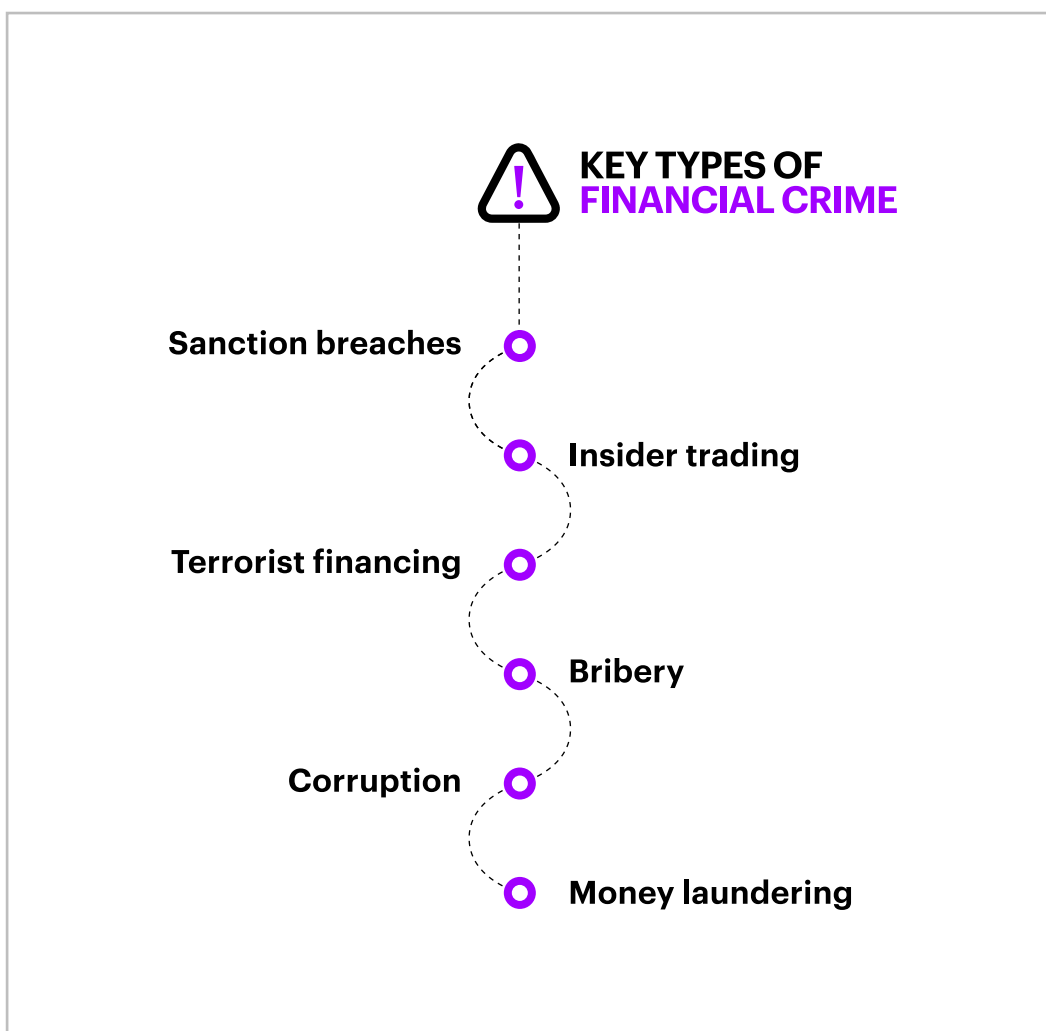 KEY TYPES OF
FINANCIAL CRIME
Sanction breaches
Insider trading
Terrorist financing
Bribery
Corruption
Money laundering